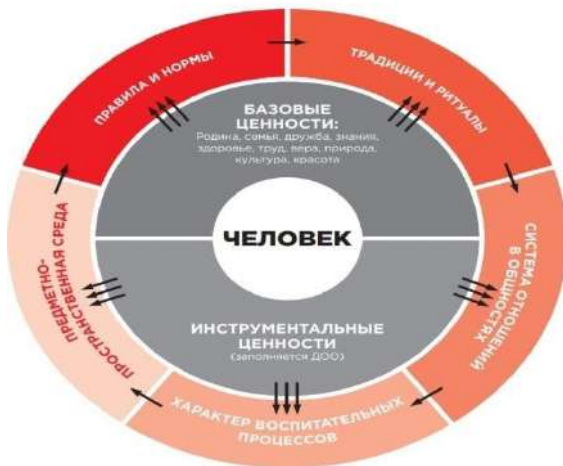 ПРАВИЛА И НОРМЫ
ТРАДИЦИИ И РИТУАЛЫ
БАЗОВЫЕ
ЦЕННОСТИ:
Родина, семья, дружба, знания,
здоровье, труд, вера, природа,
культура, красота
ЧЕЛОВЕК
ПРЕДМЕТНО-
ПРОСТРАНСТВЕННАЯ СРЕДА
СИСТЕМА ОТНОШЕНИЙ
В ОБЩНОСТЯХ
ИНСТРУМЕНТАЛЬНЫЕ
ЦЕННОСТИ
(заполняется ДОО)
ХАРАКТЕР ВОСПИТАТЕЛЬНЫХ
ПРОЦЕССОВ